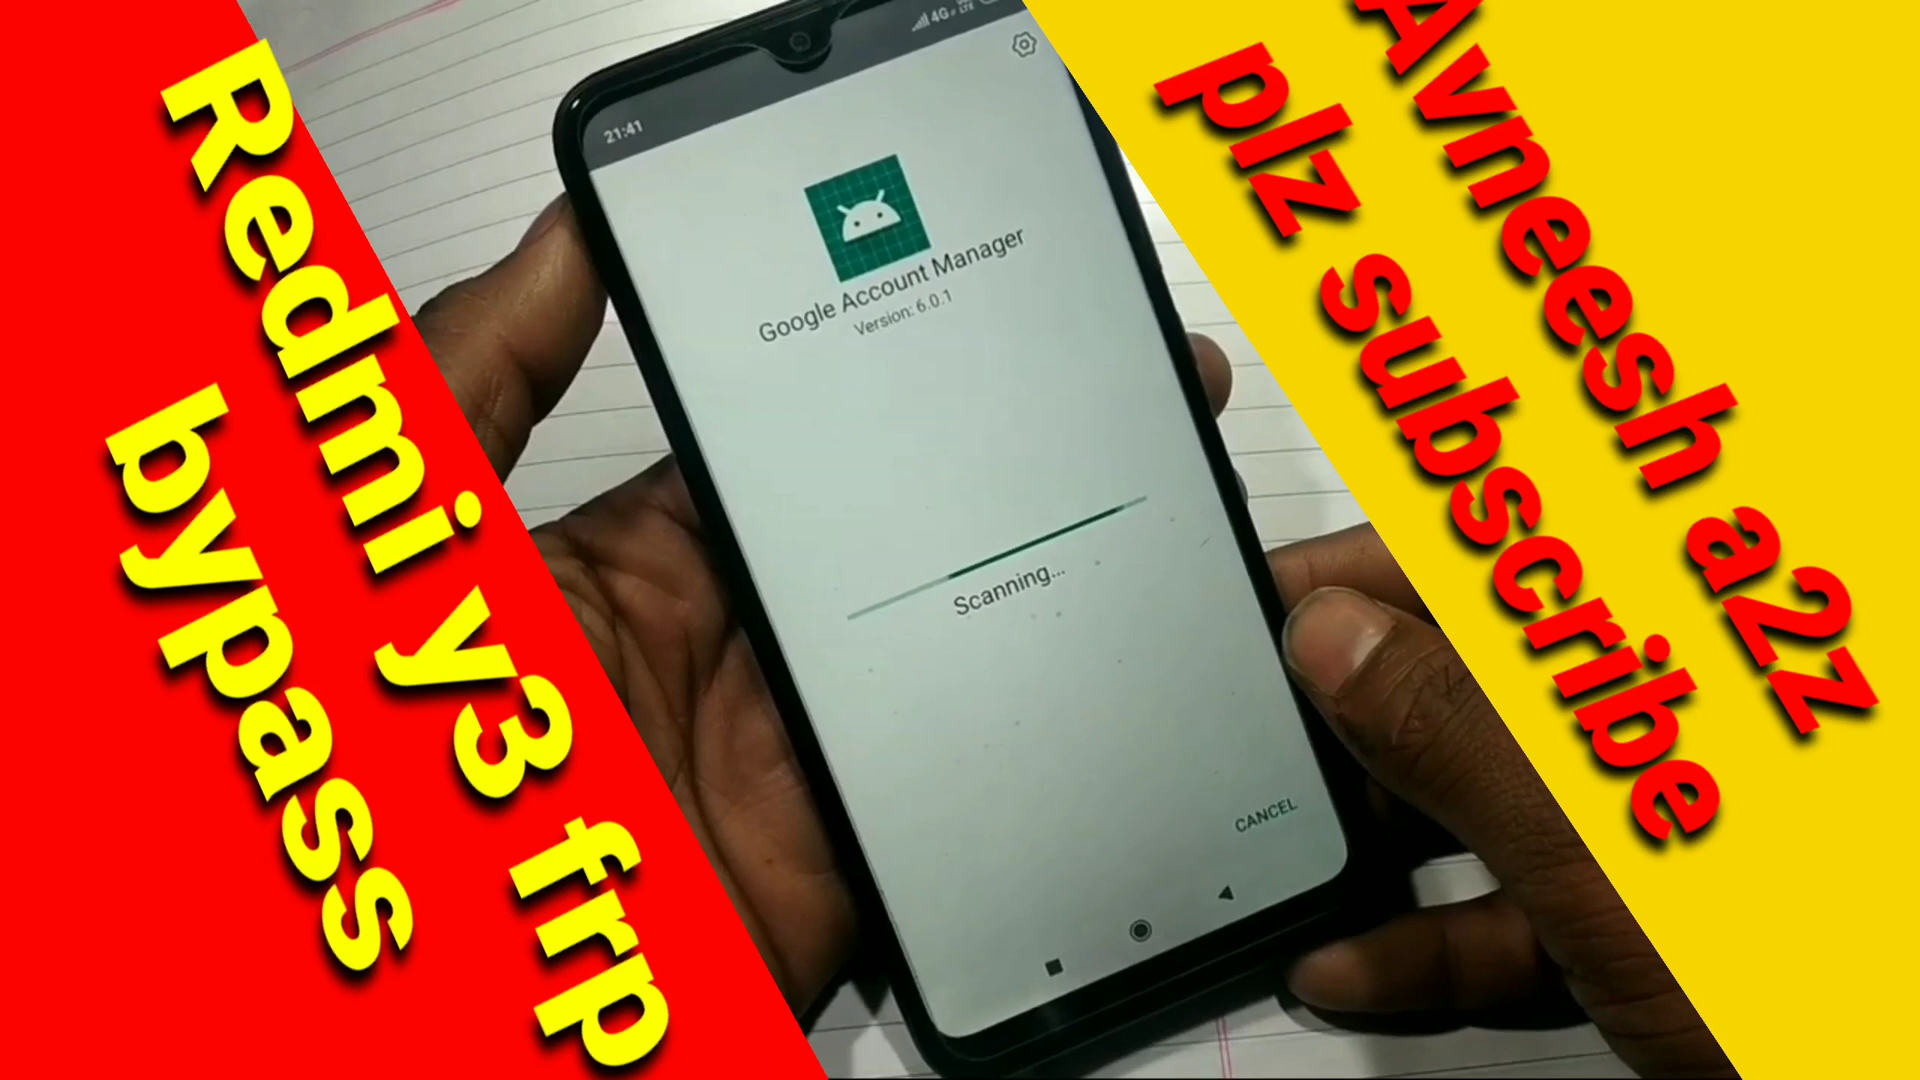 Redmi y3 frp
bypass
21:41
4G
LTE
Google Account Manager
Version: 6.0.1
Scanning...
CANCEL
Avneesh a2z
plz subscribe